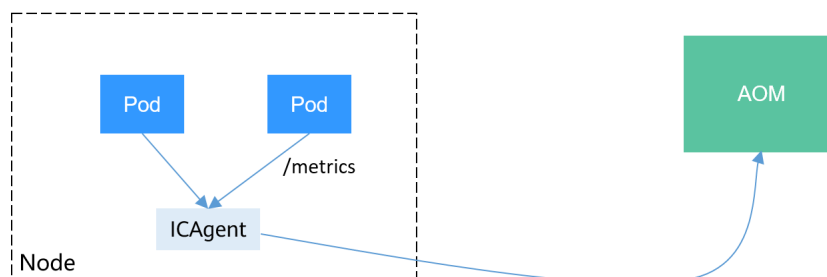 Pod
Pod
AOM
/metrics
ICAgent
Node